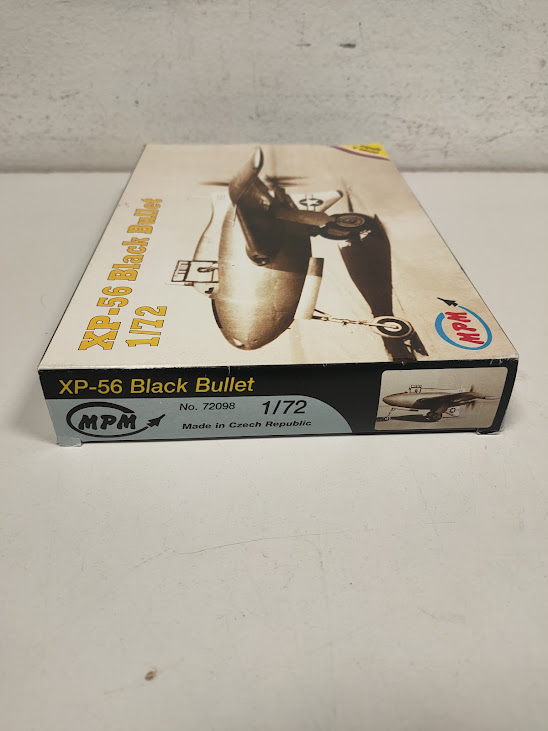 XP-56 Black Bullet
1/72
MPM
XP-56 Black Bullet
MPM
No. 72098
1/72
Made in Czech Republic